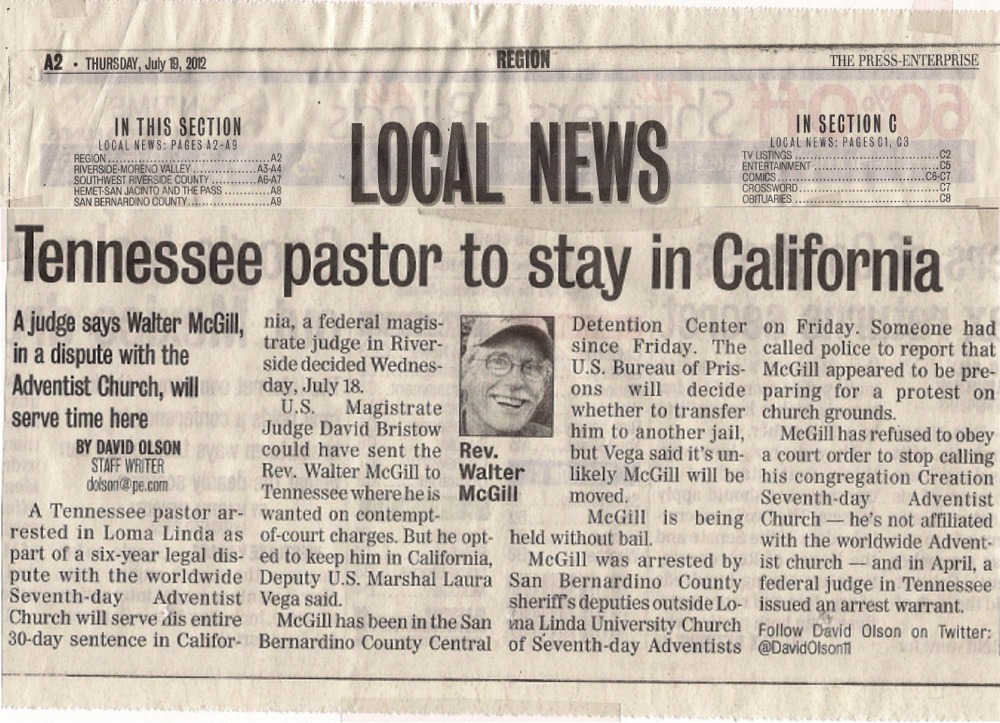 A2 • THURSDAY, July 19, 2012
REGION
THE PRESS-ENTERPRISE
IN THIS SECTION
LOCAL NEWS: PAGES A2-A9
REGION..............................A2
RIVERSIDE-MORENO VALLEY..............A3-A4
SOUTHWEST RIVERSIDE COUNTY...........A6-A7
HEMET-SAN JACINTO AND THE PASS.........A8
SAN BERNARDINO COUNTY................A9
LOCAL NEWS
IN SECTION C
LOCAL NEWS: PAGES C1, C3
TV LISTINGS..............................C2
ENTERTAINMENT..............................C5
COMICS..............................C6-C7
CROSSWORD..............................C7
OBITUARIES..............................C8
Tennessee pastor to stay in California
A judge says Walter McGill,
in a dispute with the
Adventist Church, will
serve time here
BY DAVID OLSON
STAFF WRITER
dolson@pe.com
A Tennessee pastor ar-
rested in Loma Linda as
part of a six-year legal dis-
pute with the worldwide
Seventh-day Adventist
Church will serve his entire
30-day sentence in Califor-
nia, a federal magis-
trate judge in River-
side decided Wednes-
day, July 18.
U.S. Magistrate
Judge David Bristow
could have sent the
Rev. Walter McGill to
Tennessee where he is
wanted on contempt-
of-court charges. But he opt-
ed to keep him in California,
Deputy U.S. Marshal Laura
Vega said.
McGill has been in the San
Bernardino County Central
Rev.
Walter
McGill
Detention Center
since Friday. The
U.S. Bureau of Pris-
ons will decide
whether to transfer
him to another jail,
but Vega said it's un-
likely McGill will be
moved.
McGill is being
held without bail.
McGill was arrested by
San Bernardino County
sheriff's deputies outside Lo-
ma Linda University Church
of Seventh-day Adventists
on Friday. Someone had
called police to report that
McGill appeared to be pre-
paring for a protest on
church grounds.
McGill has refused to obey
a court order to stop calling
his congregation Creation
Seventh-day Adventist
Church — he's not affiliated
with the worldwide Advent-
ist church — and in April, a
federal judge in Tennessee
issued an arrest warrant.
Follow David Olson on Twitter:
@DavidOlson11